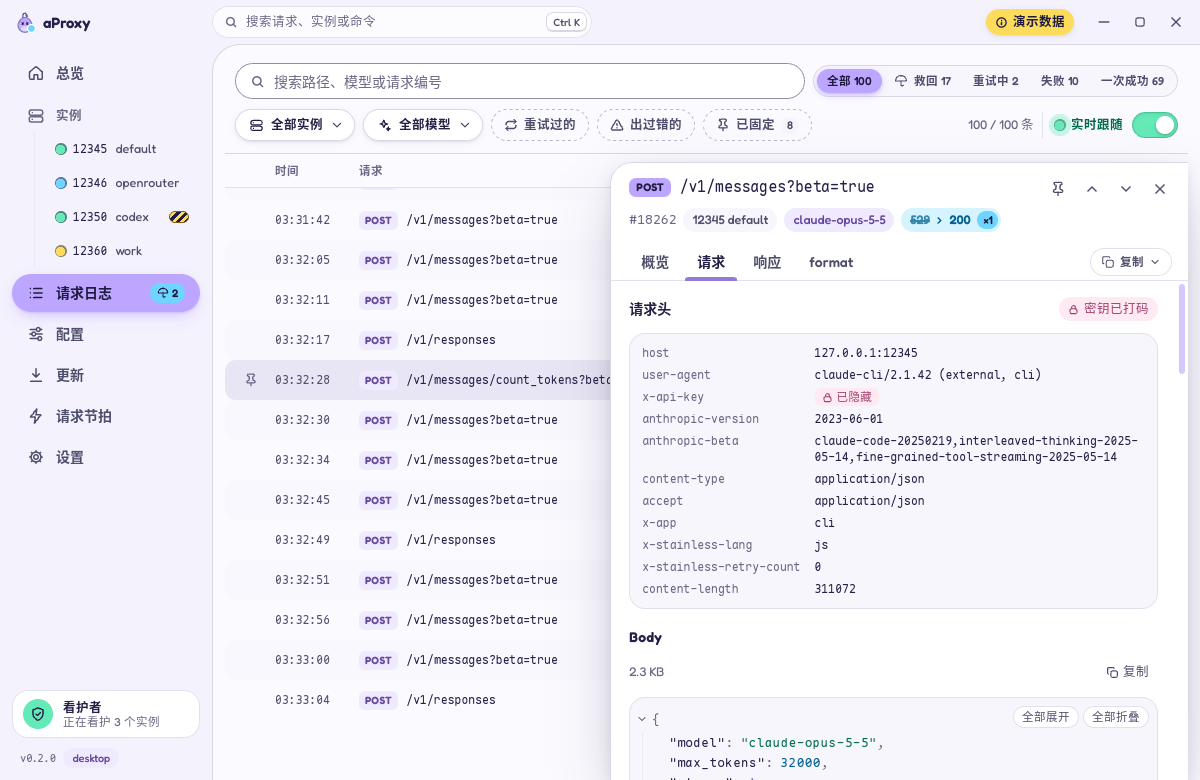 aProxy
搜索请求、实例或命令
Ctrl K
演示数据
总览
实例
12345 default
12346 openrouter
12350 codex
12360 work
请求日志
2
配置
更新
请求节拍
设置
看护者
正在看护 3 个实例
v0.2.0 desktop
搜索路径、模型或请求编号
全部 100
救回 17
重试中 2
失败 10
一次成功 69
全部实例
全部模型
重试过的
出过错的
已固定 8
100 / 100 条
实时跟随
时间 请求
03:31:42 POST /v1/messages?beta=true
03:32:05 POST /v1/messages?beta=true
03:32:11 POST /v1/messages?beta=true
03:32:17 POST /v1/responses
03:32:28 POST /v1/messages/count_tokens?beta
03:32:30 POST /v1/messages?beta=true
03:32:34 POST /v1/messages?beta=true
03:32:45 POST /v1/messages?beta=true
03:32:49 POST /v1/responses
03:32:51 POST /v1/messages?beta=true
03:32:56 POST /v1/messages?beta=true
03:33:00 POST /v1/messages?beta=true
03:33:04 POST /v1/responses
POST /v1/messages?beta=true
#18262 12345 default claude-opus-5-5 529 > 200 x1
概览 请求 响应 format
复制
请求头
密钥已打码
host 127.0.0.1:12345
user-agent claude-cli/2.1.42 (external, cli)
x-api-key 已隐藏
anthropic-version 2023-06-01
anthropic-beta claude-code-20250219,interleaved-thinking-2025-
05-14,fine-grained-tool-streaming-2025-05-14
content-type application/json
accept application/json
x-app cli
x-stainless-lang js
x-stainless-retry-count 0
content-length 311072
Body
2.3 KB
复制
{
全部展开
全部折叠
"model": "claude-opus-5-5",
"max_tokens": 32000,